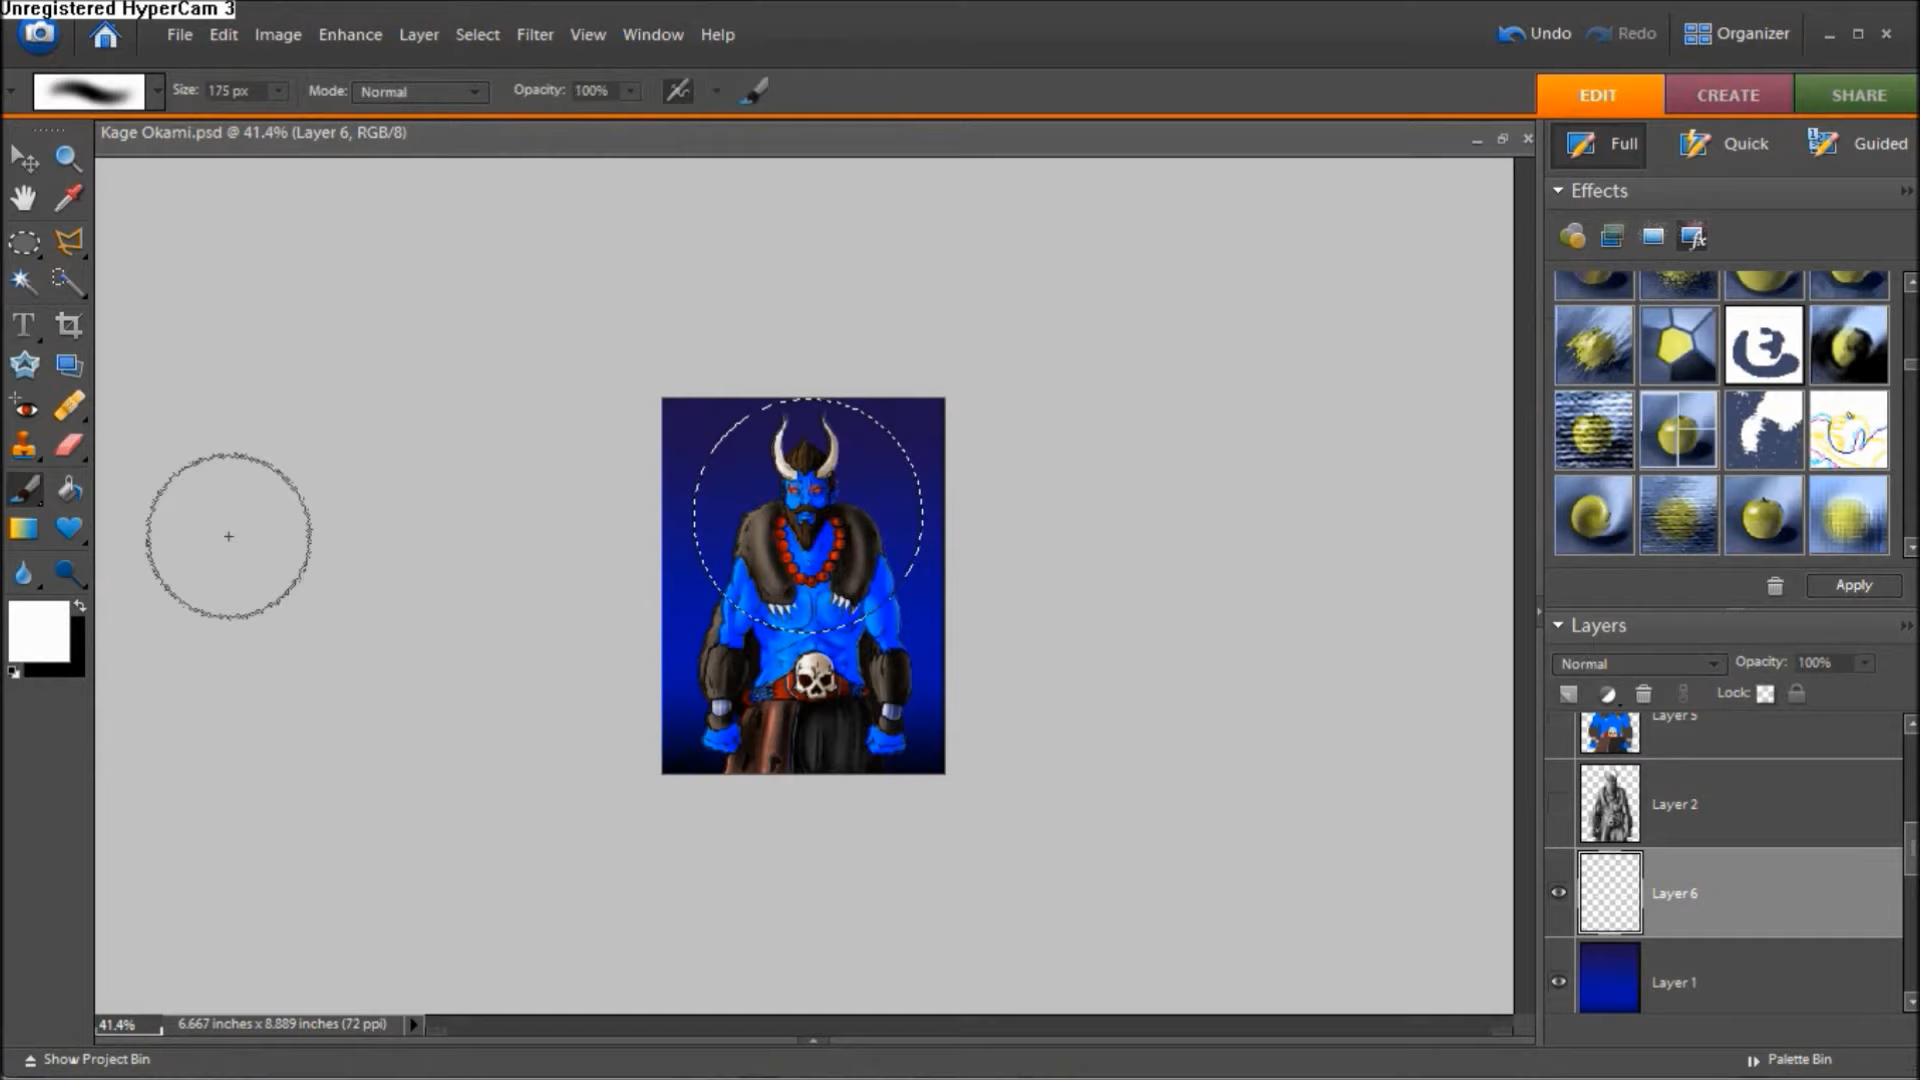 Unregistered HyperCam 3
File Edit Image Enhance Layer Select Filter View Window Help
Undo Redo Organizer
Size: 175 px Mode: Normal Opacity: 100%
EDIT CREATE SHARE
Kage Okami.psd @ 41.4% (Layer 6, RGB/8)
Full Quick Guided
Effects
Apply
Layers
Normal Opacity: 100%
Lock:
Layer 5
Layer 2
Layer 6
Layer 1
41.4% 6.667 inches x 8.889 inches (72 ppi)
Show Project Bin
Palette Bin